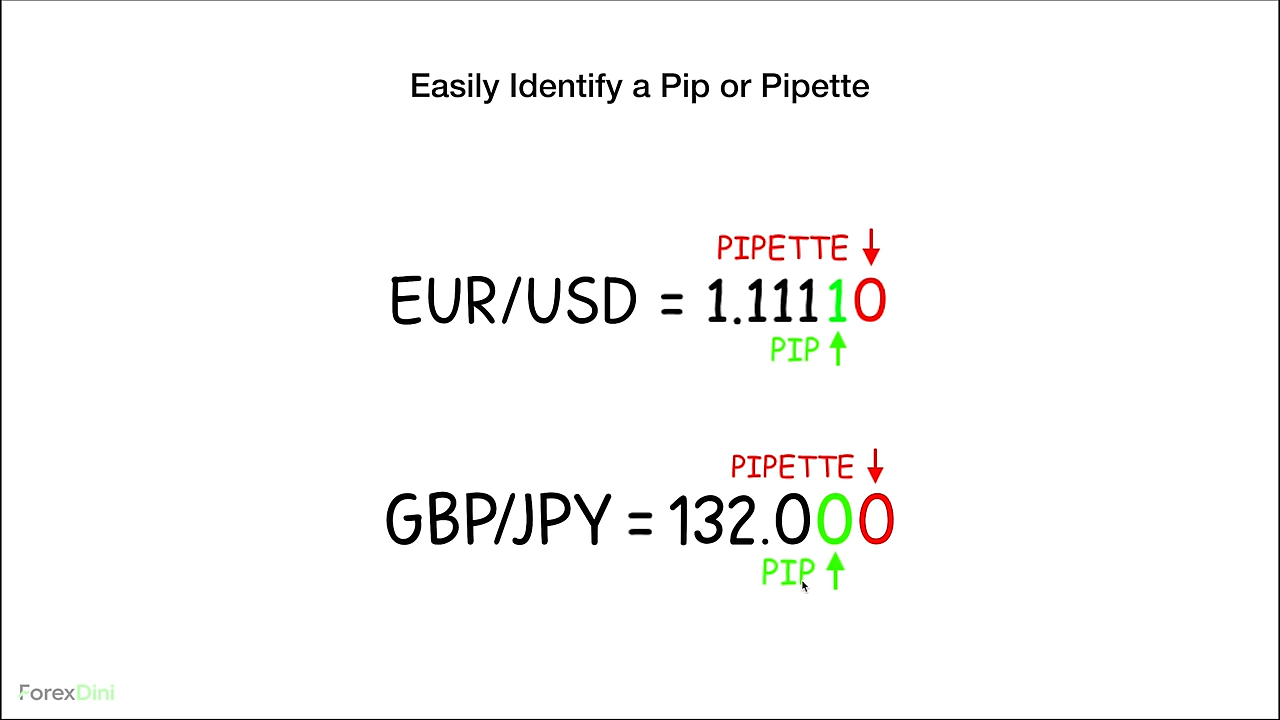 Easily Identify a Pip or Pipette
PIPETTE
EUR/USD = 1.11110
PIP
PIPETTE
GBP/JPY = 132.000
PIP
ForexDini